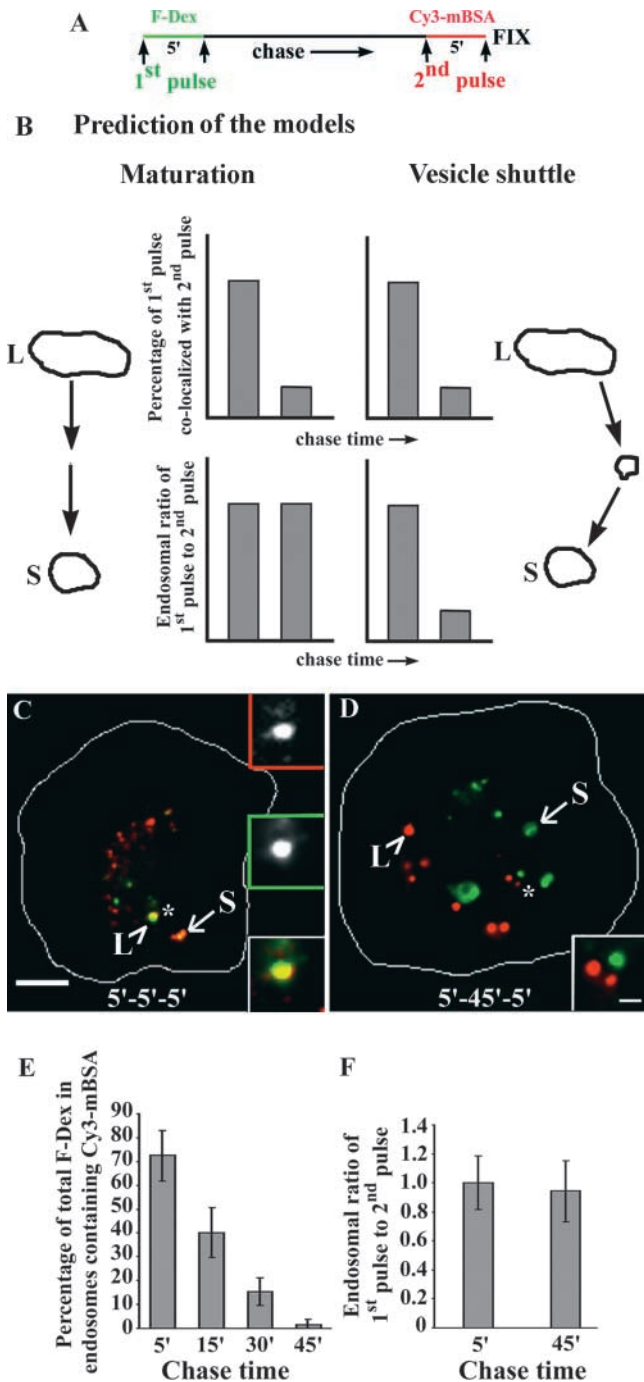 A
F-Dex
Cy3-mBSA
5'
5'
FIX
chase
1st pulse
2nd pulse
B Prediction of the models
Maturation
Vesicle shuttle
Percentage of 1st pulse
co-localized with 2nd pulse
L
L
chase time
Endosomal ratio of
1st pulse to 2nd pulse
S
S
chase time
C
D
S
L
*
L
S
*
5'-5'-5'
5'-45'-5'
E
F
Percentage of total F-Dex in
endosomes containing Cy3-mBSA
90
80
70
60
50
40
30
20
10
0
5' 15' 30' 45'
Chase time
Endosomal ratio of
1st pulse to 2nd pulse
1.4
1.2
1
0.8
0.6
0.4
0.2
0
5' 45'
Chase time